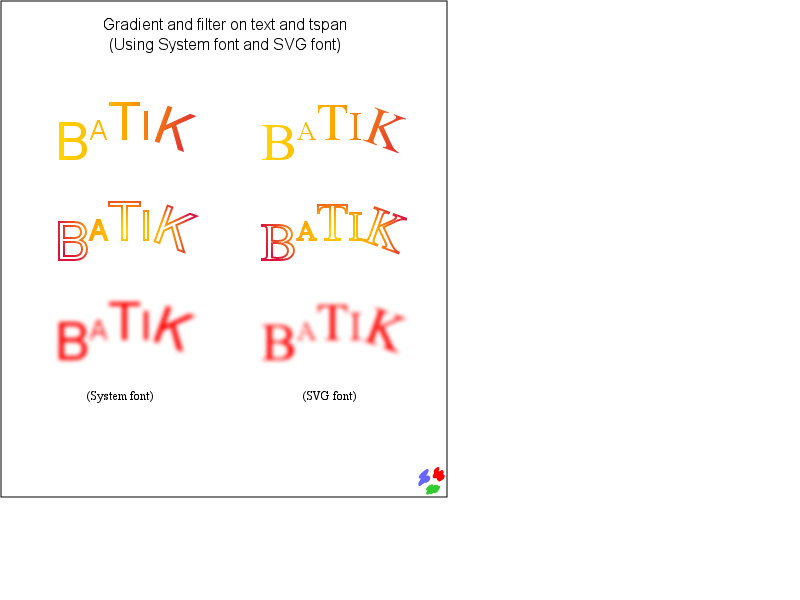 Gradient and filter on text and tspan
(Using System font and SVG font)
BATIK BATIK
BATIK BATIK
BATIK BATIK
(System font) (SVG font)